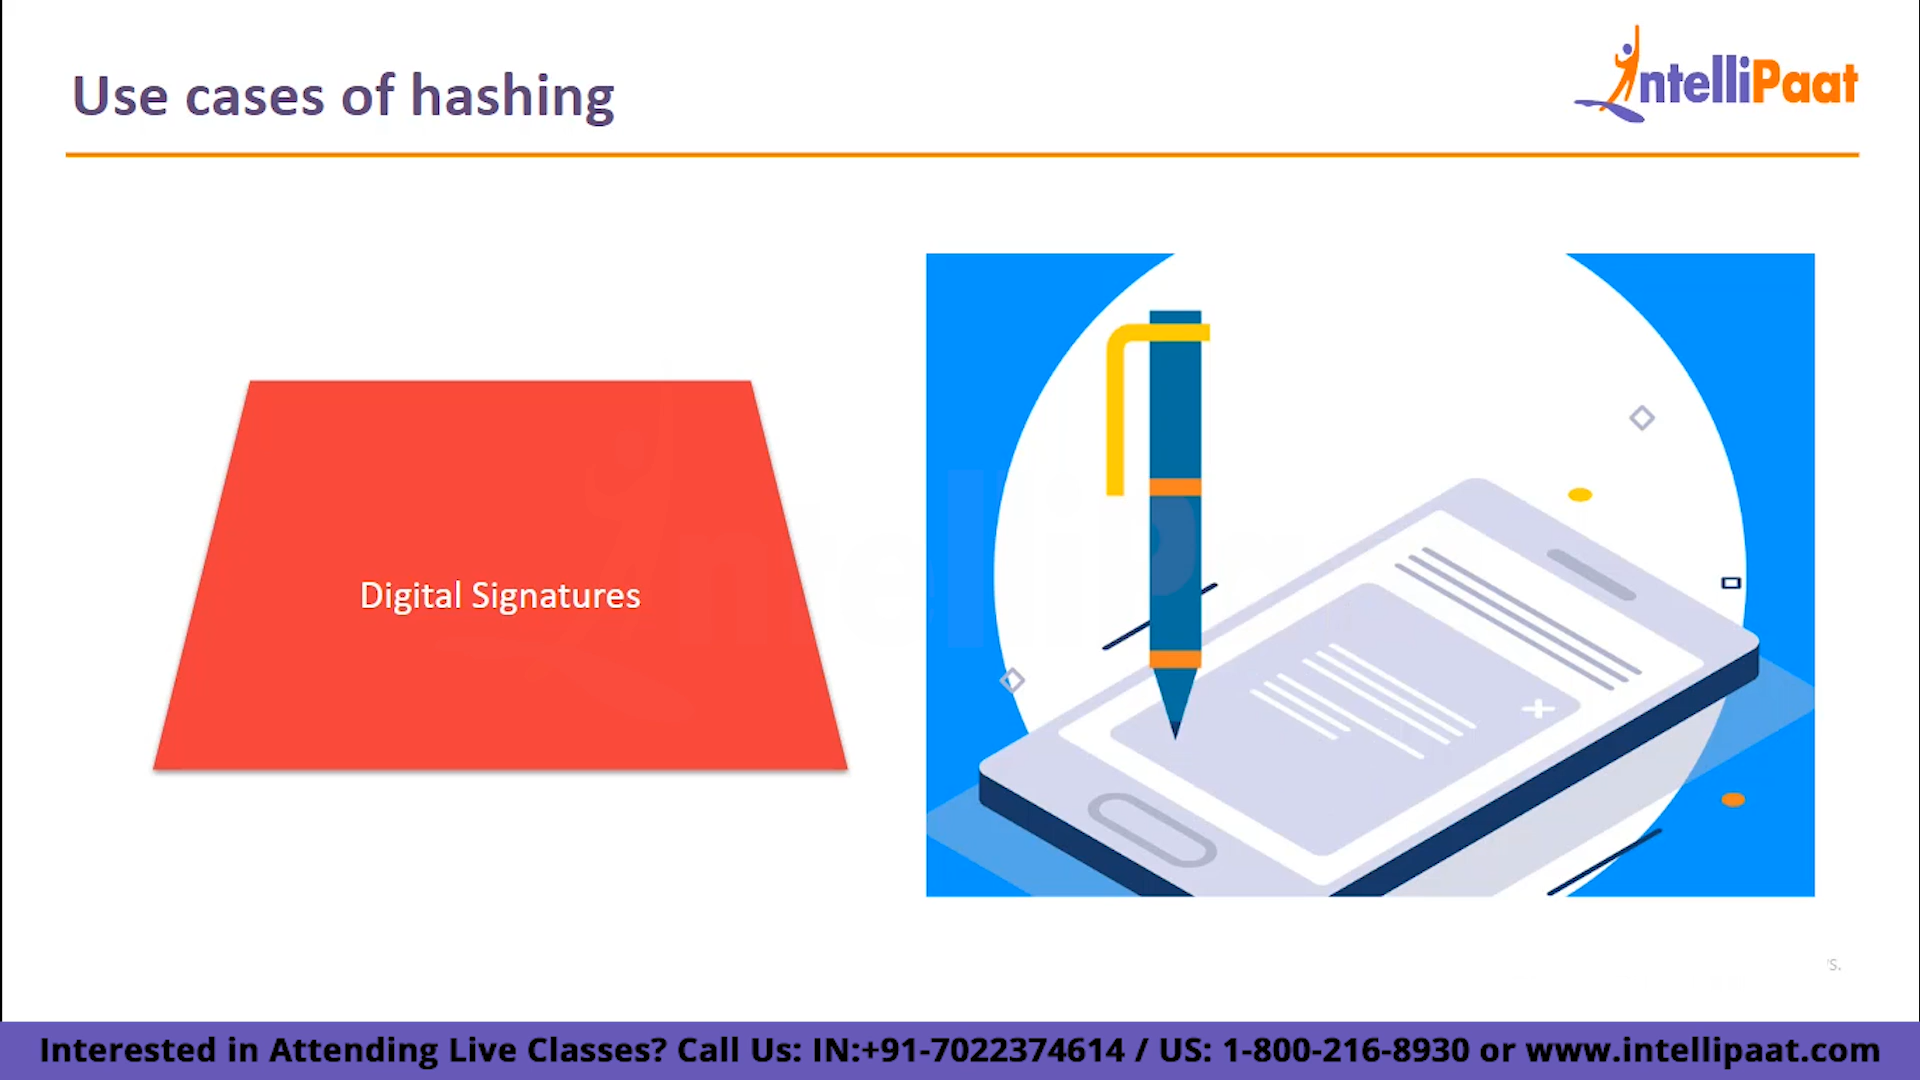 Use cases of hashing
IntelliPaat
Digital Signatures
Interested in Attending Live Classes? Call Us: IN:+91-7022374614 / US: 1-800-216-8930 or www.intellipaat.com